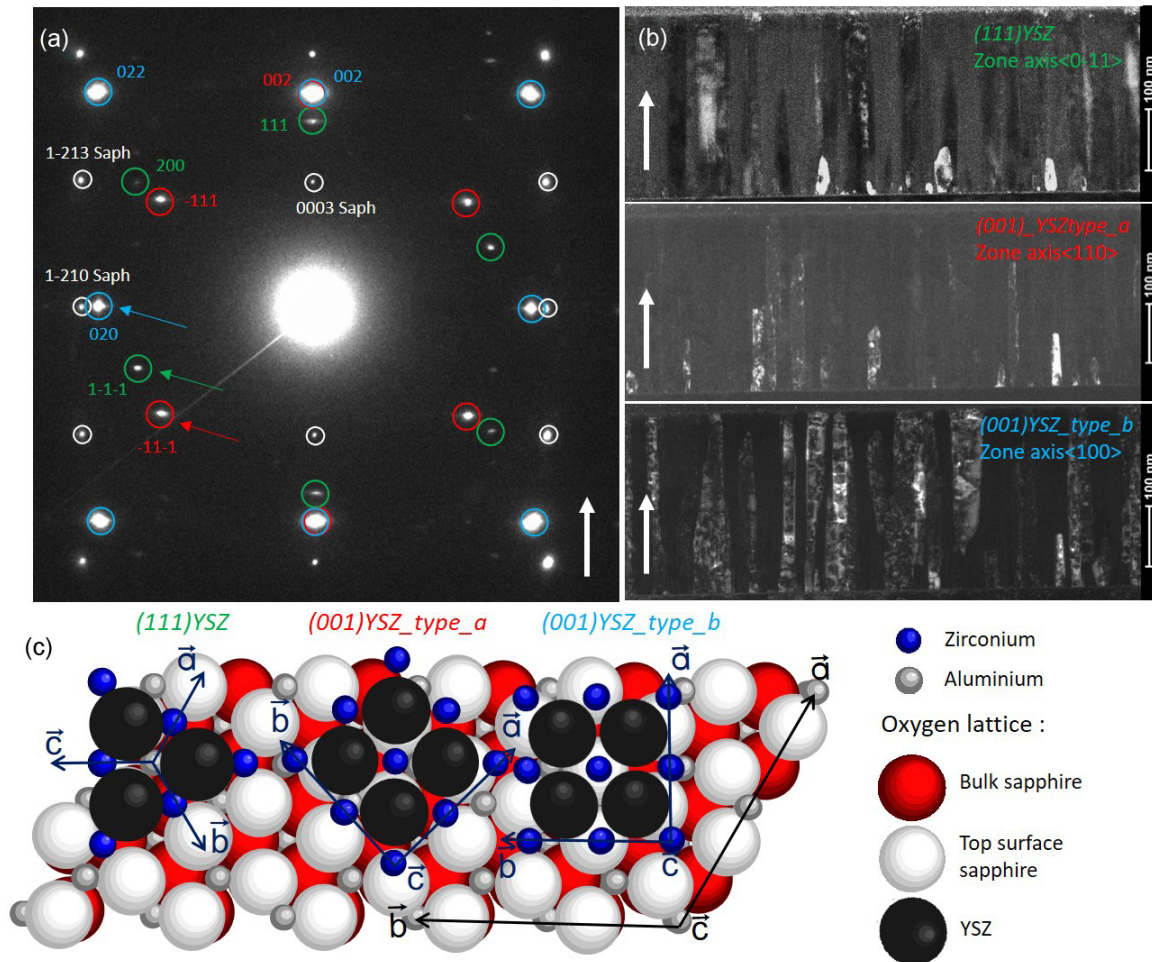 (a)
022
002
002
111
1-213 Saph
200
-111
0003 Saph
1-210 Saph
020
1-1-1
-11-1
(b)
(111)YSZ
Zone axis<0-11>
100 nm
(001)_YSZtype_a
Zone axis<110>
100 nm
(001)YSZ_type_b
Zone axis<100>
100 nm
(c)
(111)YSZ
(001)YSZ_type_a
(001)YSZ_type_b
a
b
c
a
b
c
a
b
c
a
b
c
Zirconium
Aluminium
Oxygen lattice :
Bulk sapphire
Top surface
sapphire
YSZ